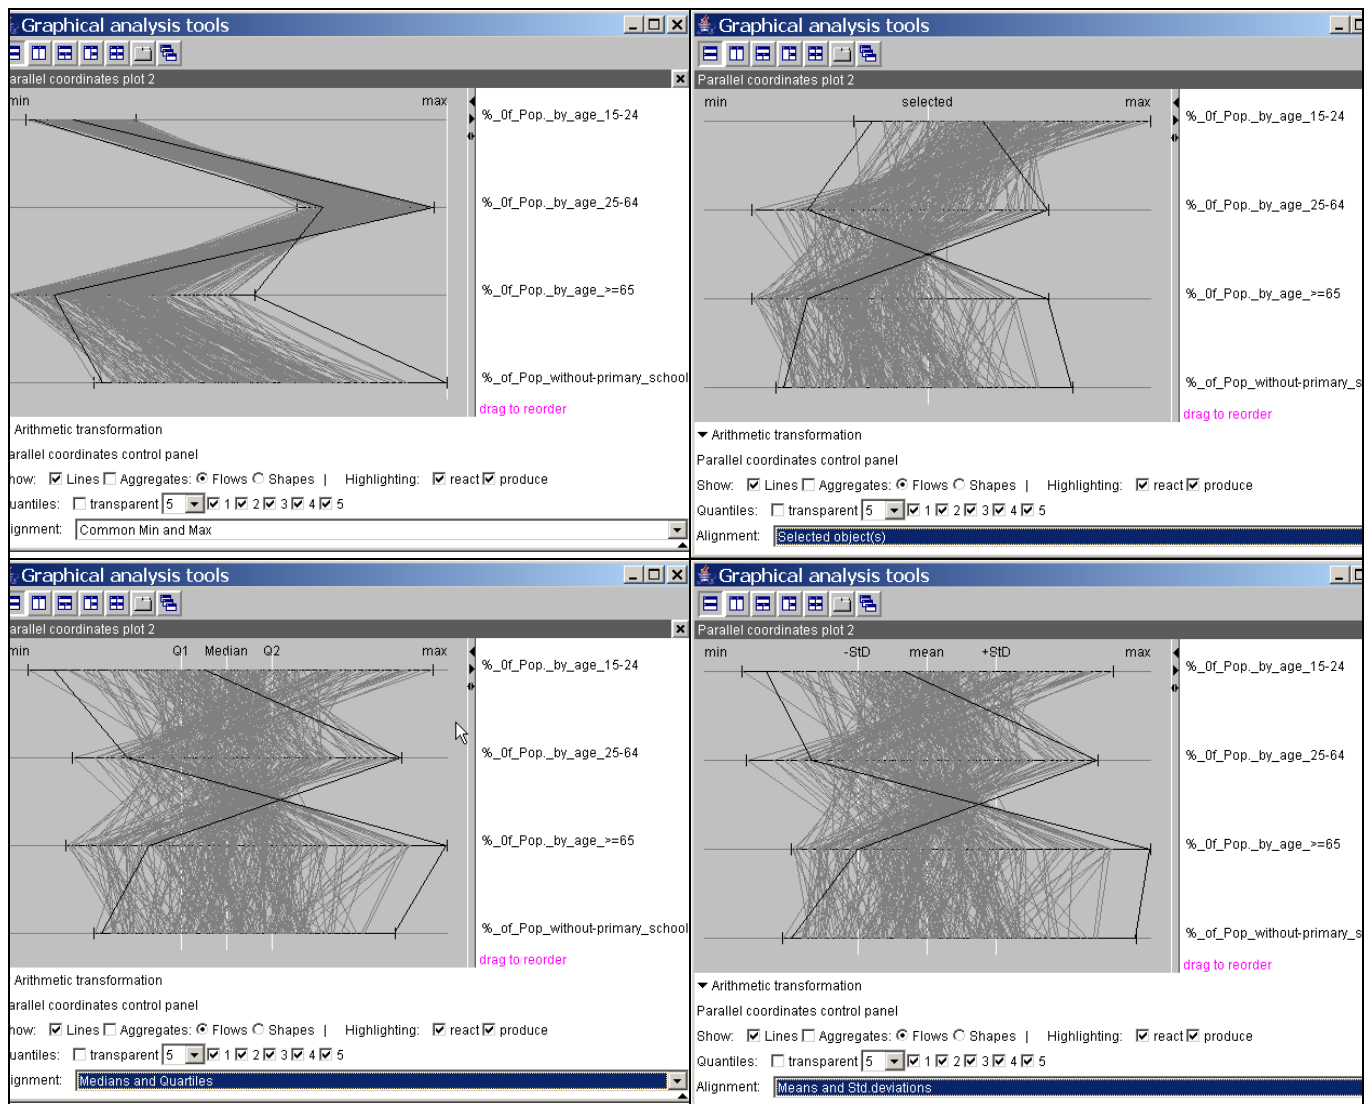 Graphical analysis tools
arallel coordinates plot 2
min max
%_0f_Pop._by_age_15-24
%_0f_Pop._by_age_25-64
%_0f_Pop._by_age_>=65
%_of_Pop_without-primary_school
drag to reorder
Arithmetic transformation
arallel coordinates control panel
how: Lines Aggregates: Flows Shapes | Highlighting: react produce
uantiles: transparent 5 1 2 3 4 5
ignment: Common Min and Max
Graphical analysis tools
Parallel coordinates plot 2
min selected max
%_0f_Pop._by_age_15-24
%_0f_Pop._by_age_25-64
%_0f_Pop._by_age_>=65
%_of_Pop_without-primary_s
drag to reorder
Arithmetic transformation
Parallel coordinates control panel
Show: Lines Aggregates: Flows Shapes | Highlighting: react produce
Quantiles: transparent 5 1 2 3 4 5
Alignment: Selected object(s)
Graphical analysis tools
arallel coordinates plot 2
min Q1 Median Q2 max
%_0f_Pop._by_age_15-24
%_0f_Pop._by_age_25-64
%_0f_Pop._by_age_>=65
%_of_Pop_without-primary_school
drag to reorder
Arithmetic transformation
arallel coordinates control panel
how: Lines Aggregates: Flows Shapes | Highlighting: react produce
uantiles: transparent 5 1 2 3 4 5
ignment: Medians and Quartiles
Graphical analysis tools
Parallel coordinates plot 2
min -StD mean +StD max
%_0f_Pop._by_age_15-24
%_0f_Pop._by_age_25-64
%_0f_Pop._by_age_>=65
%_of_Pop_without-primary_s
drag to reorder
Arithmetic transformation
Parallel coordinates control panel
Show: Lines Aggregates: Flows Shapes | Highlighting: react produce
Quantiles: transparent 5 1 2 3 4 5
Alignment: Means and Std.deviations